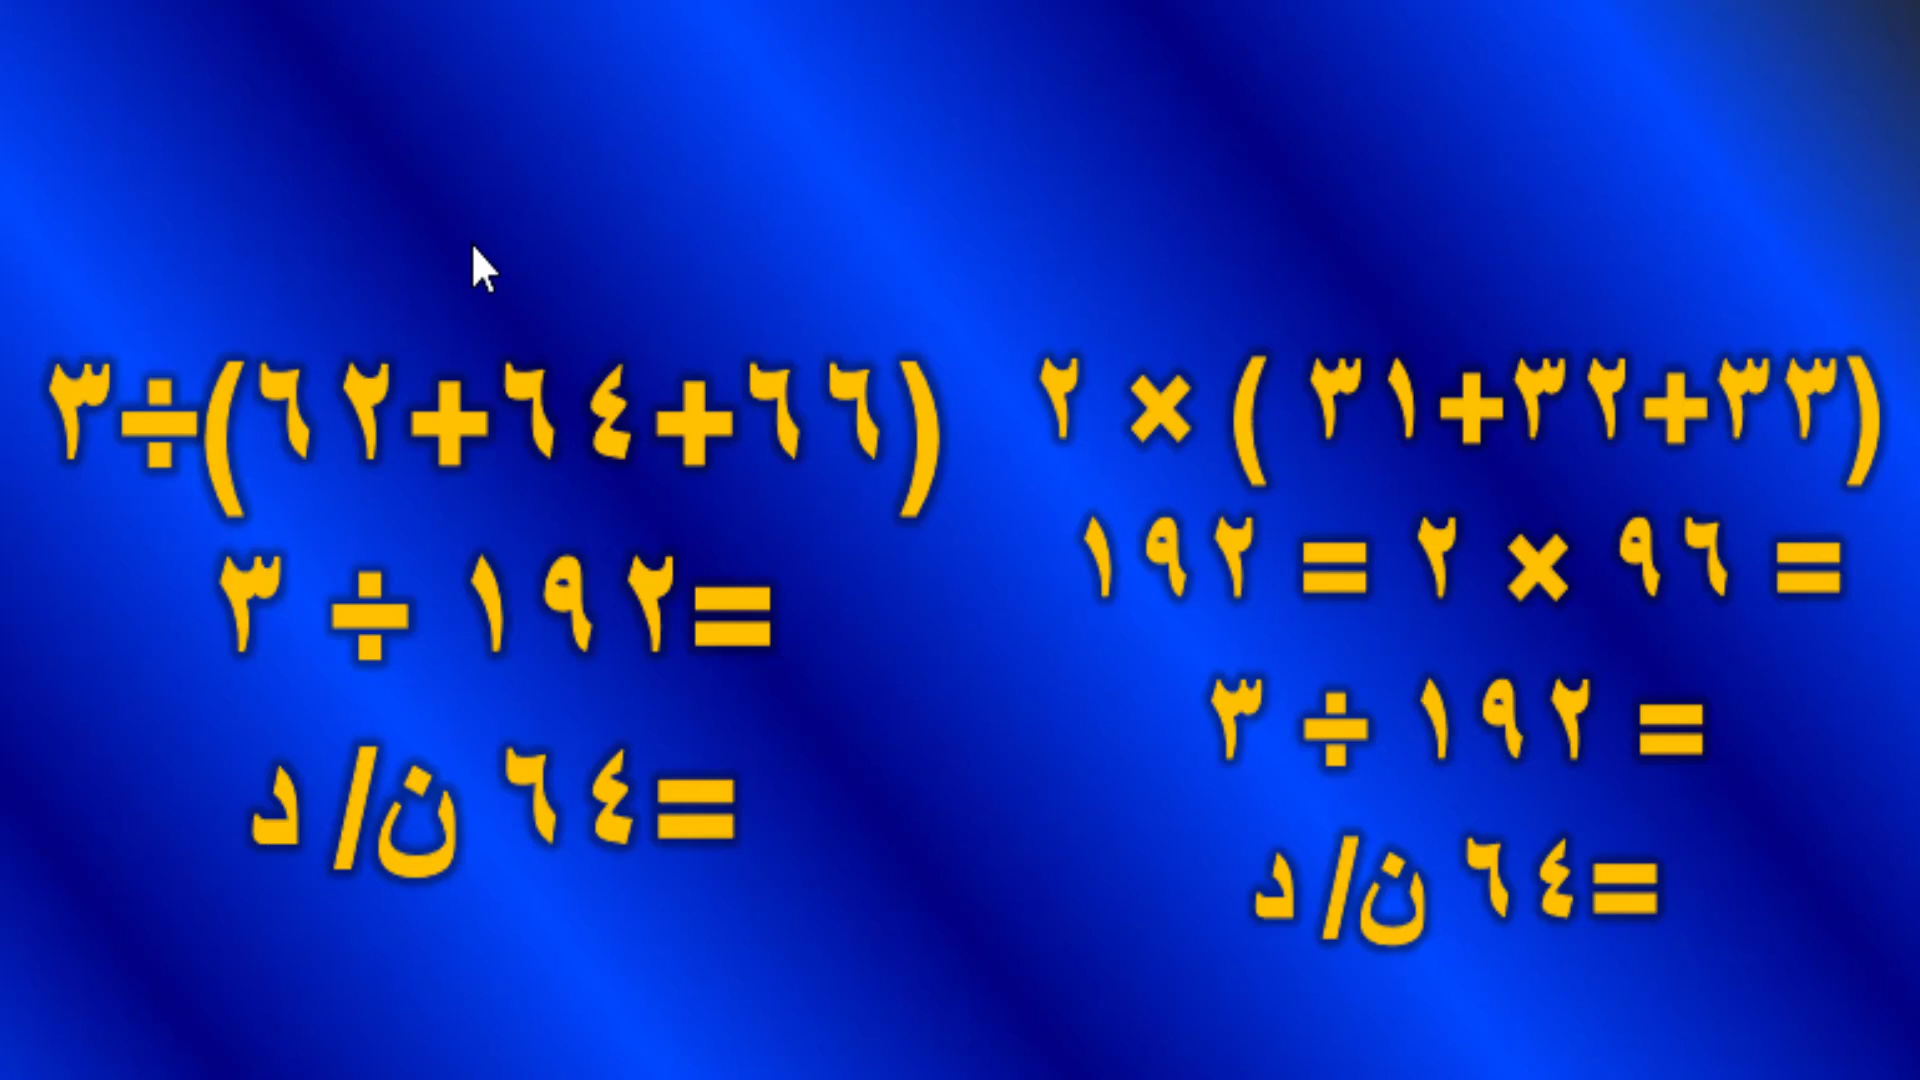 (٣٣+٣٢+٣١ ) × ٢
= ٩٦ × ٢ = ١٩٢
= ١٩٢ ÷ ٣
=٦٤ ن/ د
(٦٦+٦٤+٦٢)÷٣
=١٩٢ ÷ ٣
=٦٤ ن/ د